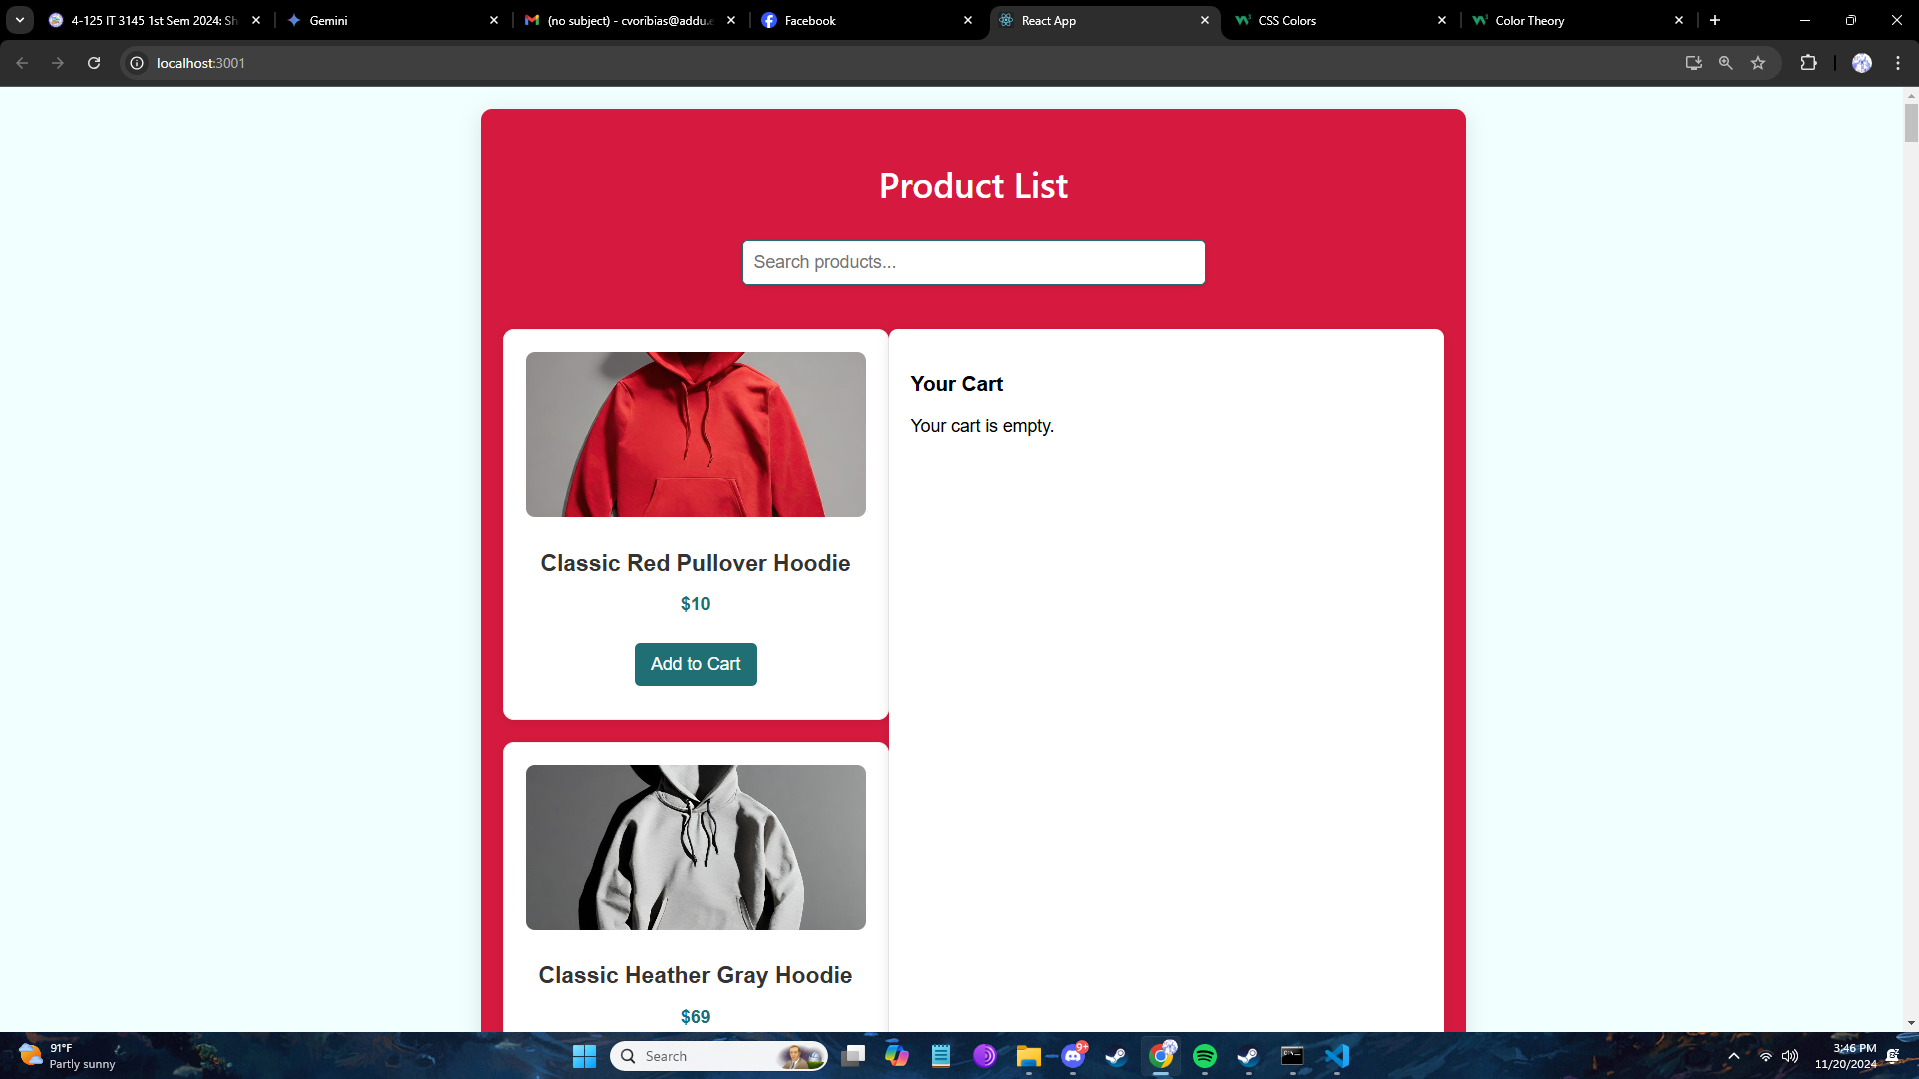 4-125 IT 3145 1st Sem 2024: Sh
Gemini
(no subject) - cvoribias@addu.e
Facebook
React App
CSS Colors
Color Theory
localhost:3001
Product List
Search products...
Your Cart
Your cart is empty.
Classic Red Pullover Hoodie
$10
Add to Cart
Classic Heather Gray Hoodie
$69
91°F
Partly sunny
Search
9+
3:46 PM
11/20/2024